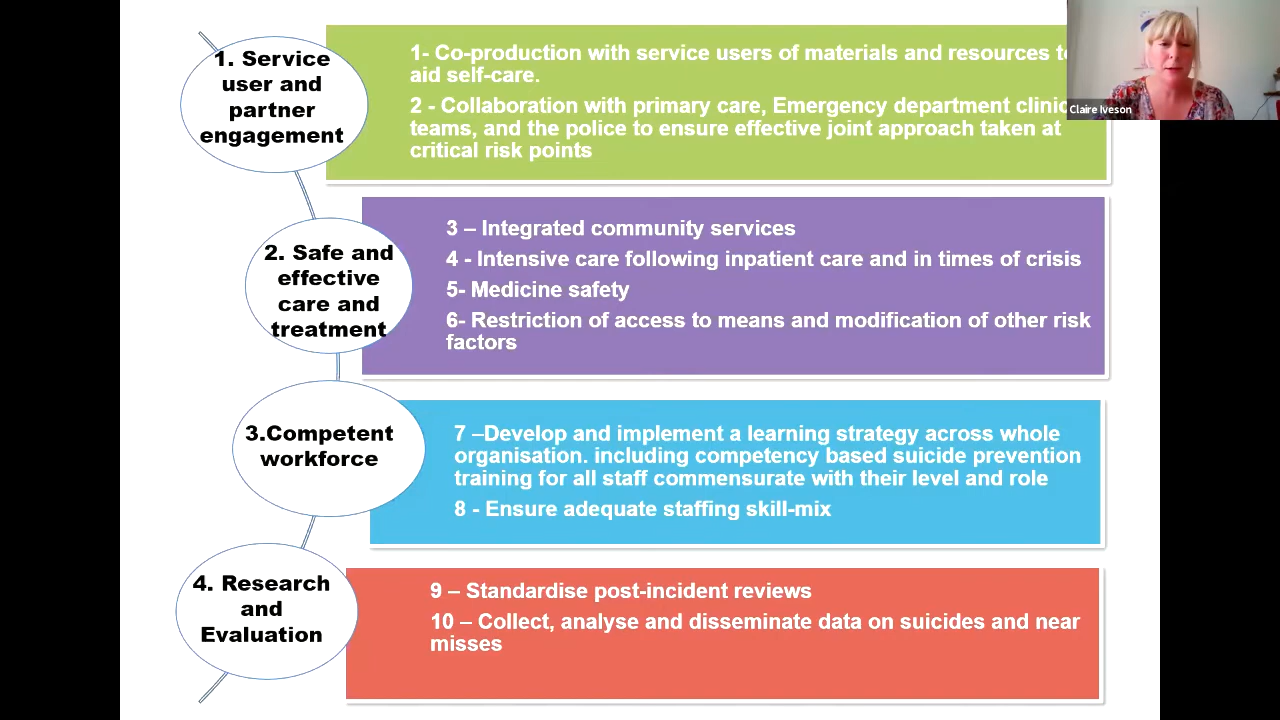 1. Service
user and
partner
engagement
1- Co-production with service users of materials and resources
aid self-care.
2 - Collaboration with primary care, Emergency department
teams, and the police to ensure effective joint approach taken at
critical risk points
Claire Iveson
2. Safe and
effective
care and
treatment
3 – Integrated community services
4 - Intensive care following inpatient care and in times of crisis
5- Medicine safety
6- Restriction of access to means and modification of other risk
factors
3.Competent
workforce
7 –Develop and implement a learning strategy across whole
organisation. including competency based suicide prevention
training for all staff commensurate with their level and role
8 - Ensure adequate staffing skill-mix
4. Research
and
Evaluation
9 – Standardise post-incident reviews
10 – Collect, analyse and disseminate data on suicides and near
misses